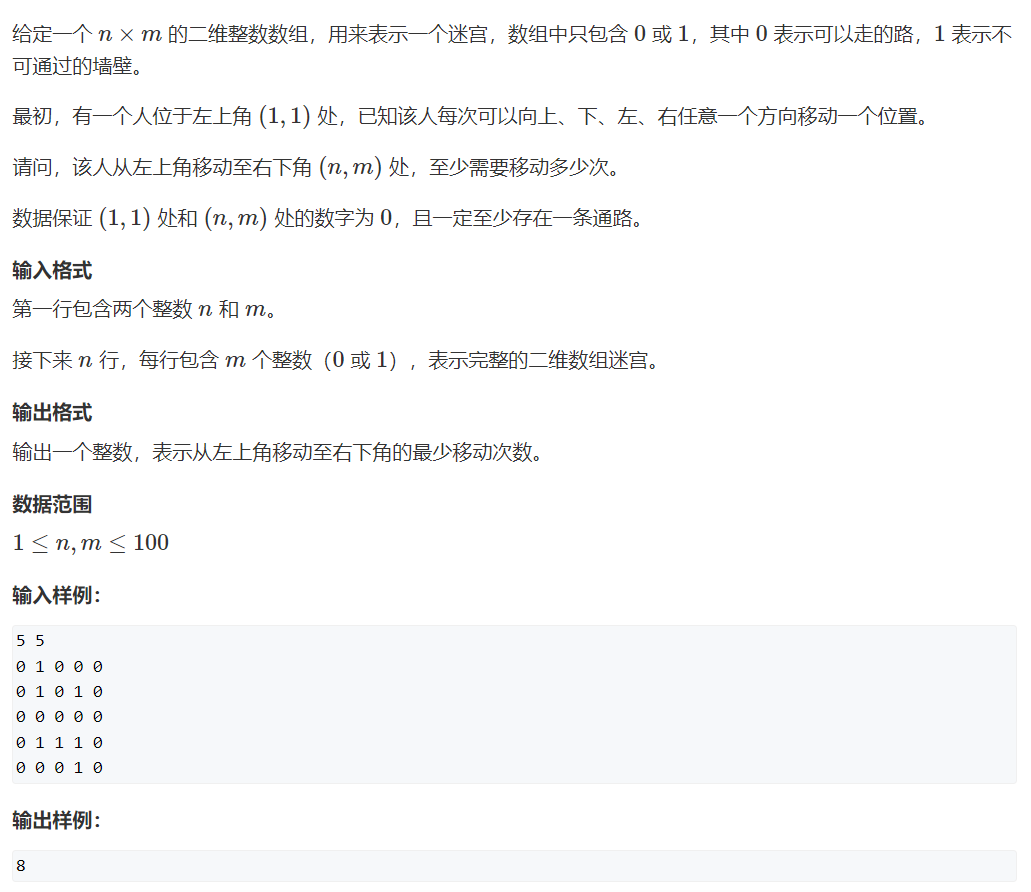 给定一个 n × m 的二维整数数组，用来表示一个迷宫，数组中只包含 0 或 1，其中 0 表示可以走的路，1 表示不
可通过的墙壁。
最初，有一个人位于左上角 (1, 1) 处，已知该人每次可以向上、下、左、右任意一个方向移动一个位置。
请问，该人从左上角移动至右下角 (n, m) 处，至少需要移动多少次。
数据保证 (1, 1) 处和 (n, m) 处的数字为 0，且一定至少存在一条通路。
输入格式
第一行包含两个整数 n 和 m。
接下来 n 行，每行包含 m 个整数（0 或 1），表示完整的二维数组迷宫。
输出格式
输出一个整数，表示从左上角移动至右下角的最少移动次数。
数据范围
1 ≤ n, m ≤ 100
输入样例：
5 5
0 1 0 0 0
0 1 0 1 0
0 0 0 0 0
0 1 1 1 0
0 0 0 1 0
输出样例：
8